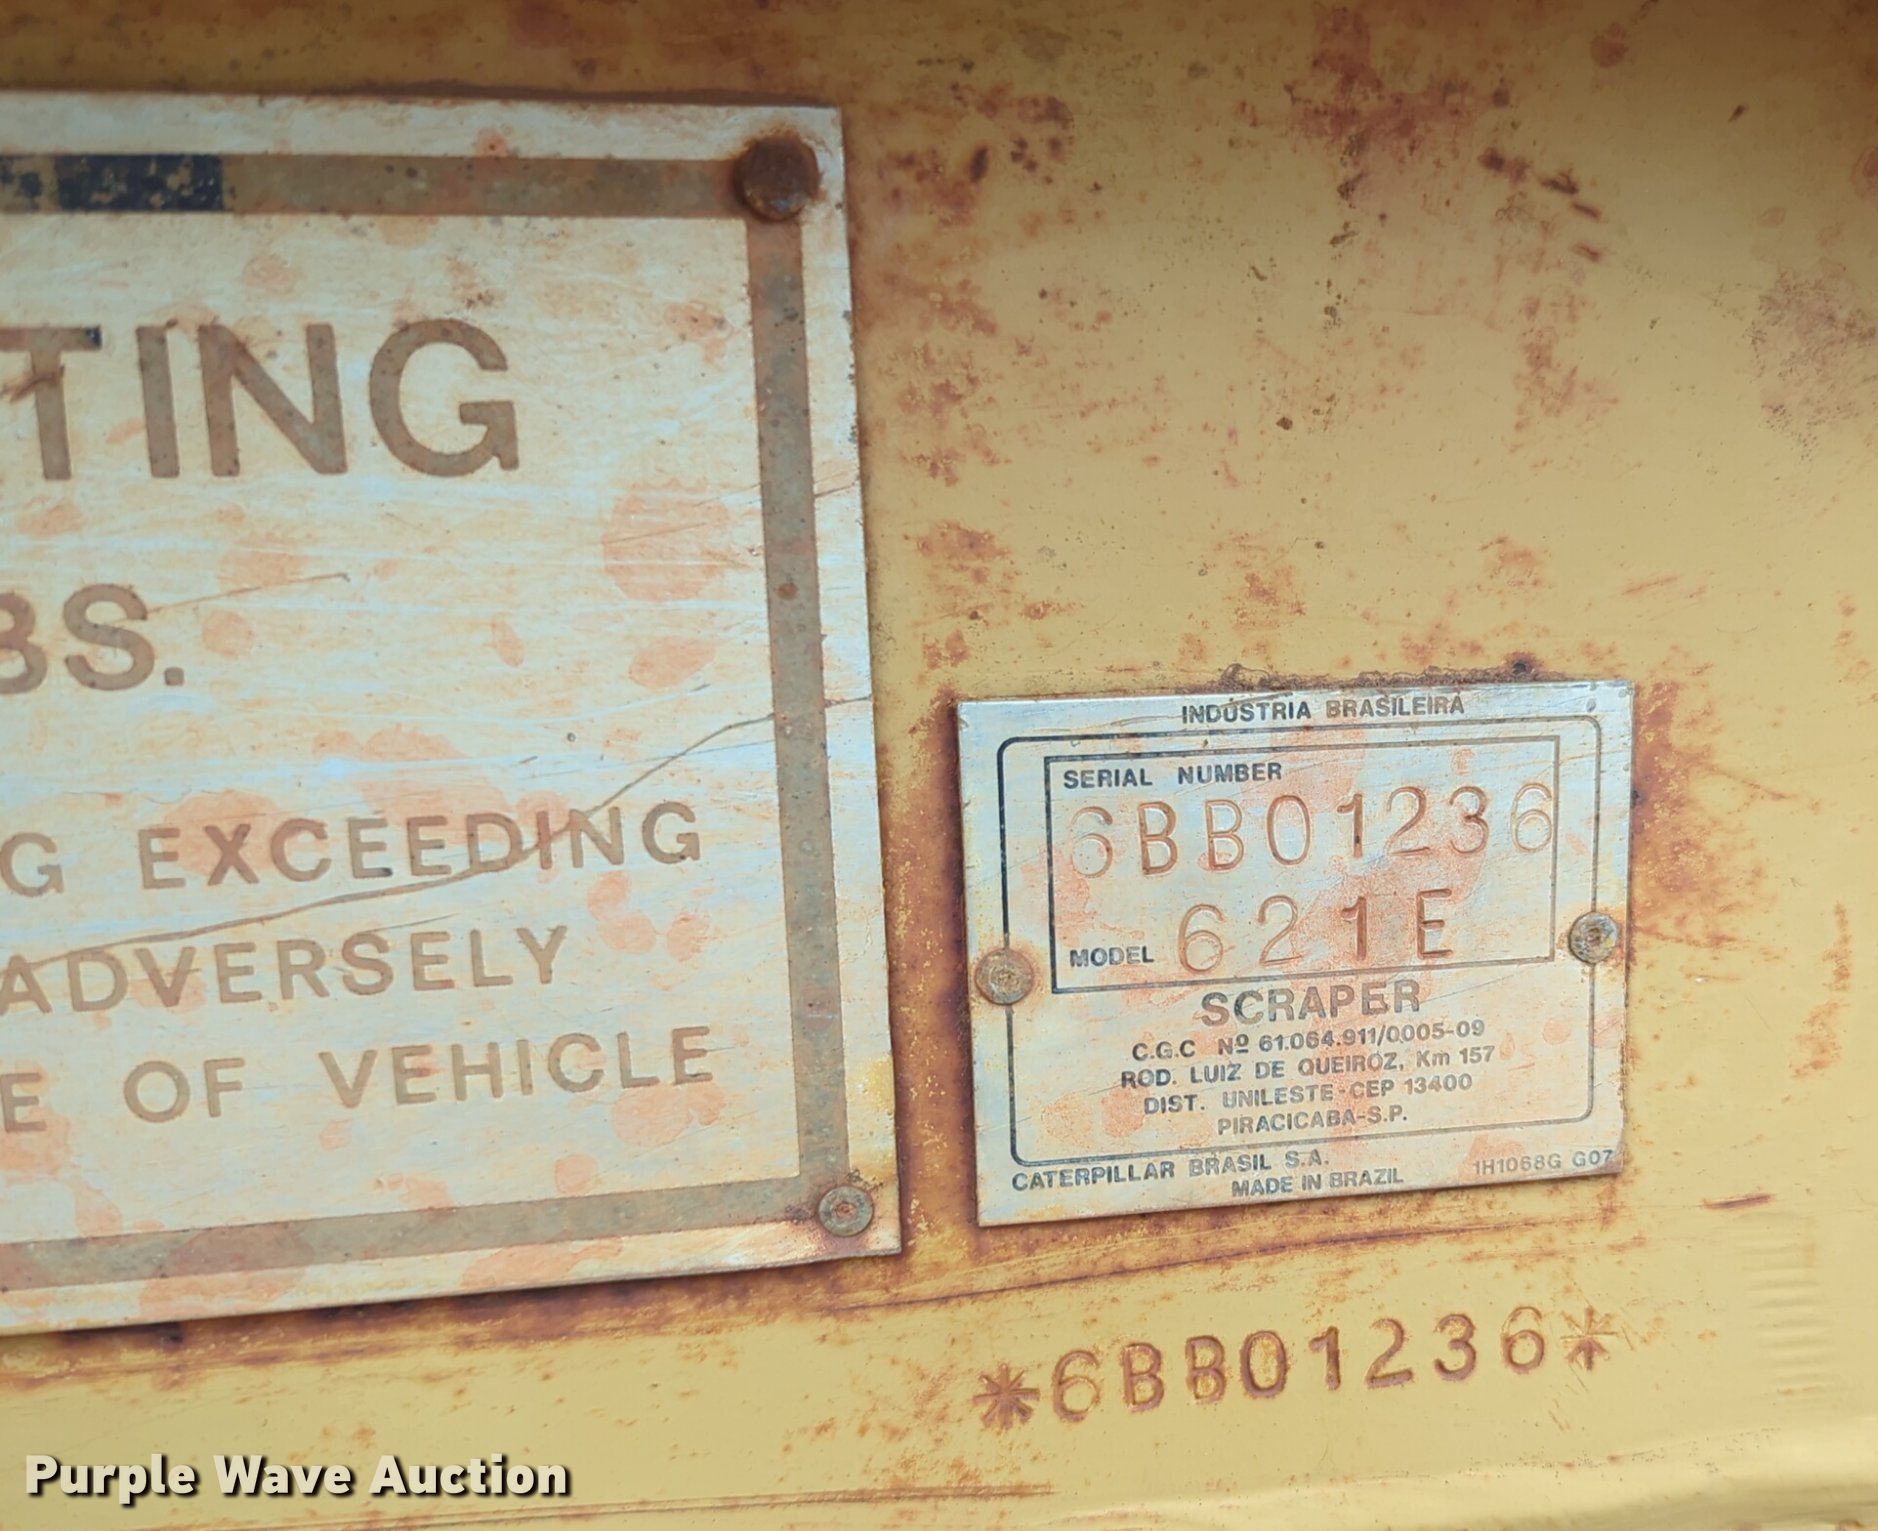 TING
BS.
G EXCEEDING
ADVERSELY
E OF VEHICLE
INDÚSTRIA BRASILEIRA
SERIAL NUMBER
6BB01236
MODEL 621E
SCRAPER
C.G.C Nº 61.064.911/0005-09
ROD. LUIZ DE QUEIROZ, Km 157
DIST. UNILESTE-CEP 13400
PIRACICABA-S.P.
CATERPILLAR BRASIL S.A.
MADE IN BRAZIL
1H1068G G07
*6BB01236*
Purple Wave Auction